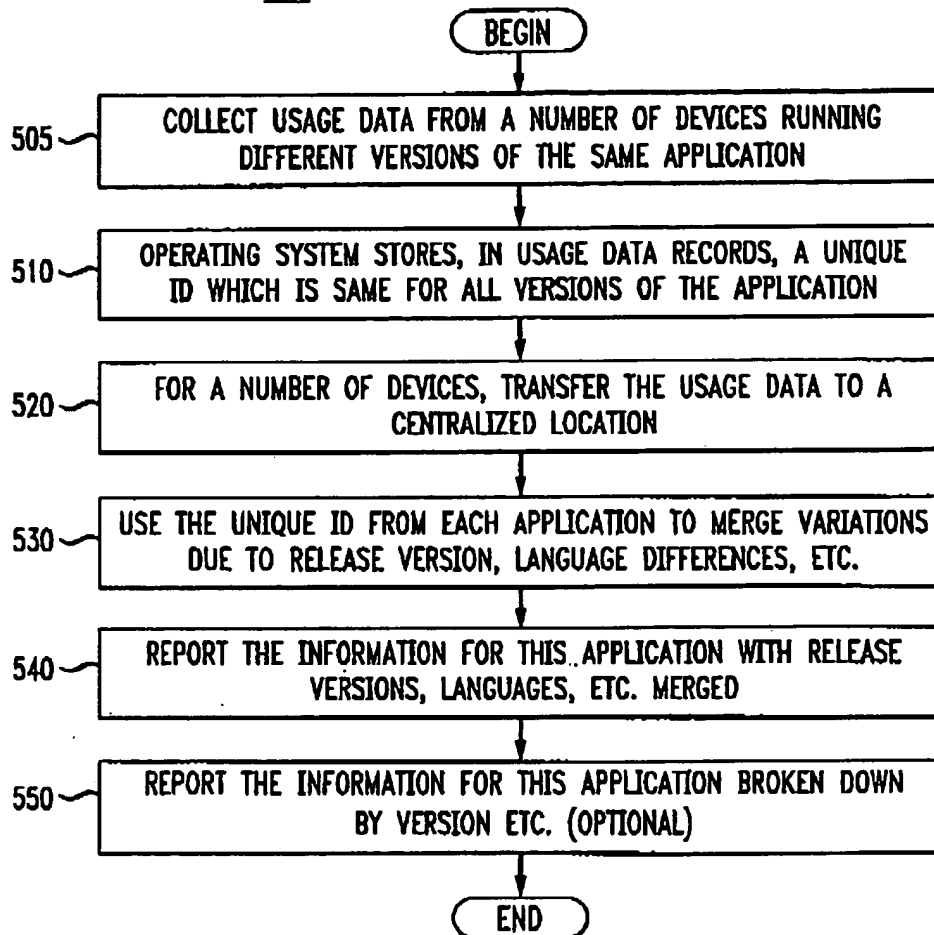 BEGIN
505
COLLECT USAGE DATA FROM A NUMBER OF DEVICES RUNNING
DIFFERENT VERSIONS OF THE SAME APPLICATION
510
OPERATING SYSTEM STORES, IN USAGE DATA RECORDS, A UNIQUE
ID WHICH IS SAME FOR ALL VERSIONS OF THE APPLICATION
520
FOR A NUMBER OF DEVICES, TRANSFER THE USAGE DATA TO A
CENTRALIZED LOCATION
530
USE THE UNIQUE ID FROM EACH APPLICATION TO MERGE VARIATIONS
DUE TO RELEASE VERSION, LANGUAGE DIFFERENCES, ETC.
540
REPORT THE INFORMATION FOR THIS APPLICATION WITH RELEASE
VERSIONS, LANGUAGES, ETC. MERGED
550
REPORT THE INFORMATION FOR THIS APPLICATION BROKEN DOWN
BY VERSION ETC. (OPTIONAL)
END